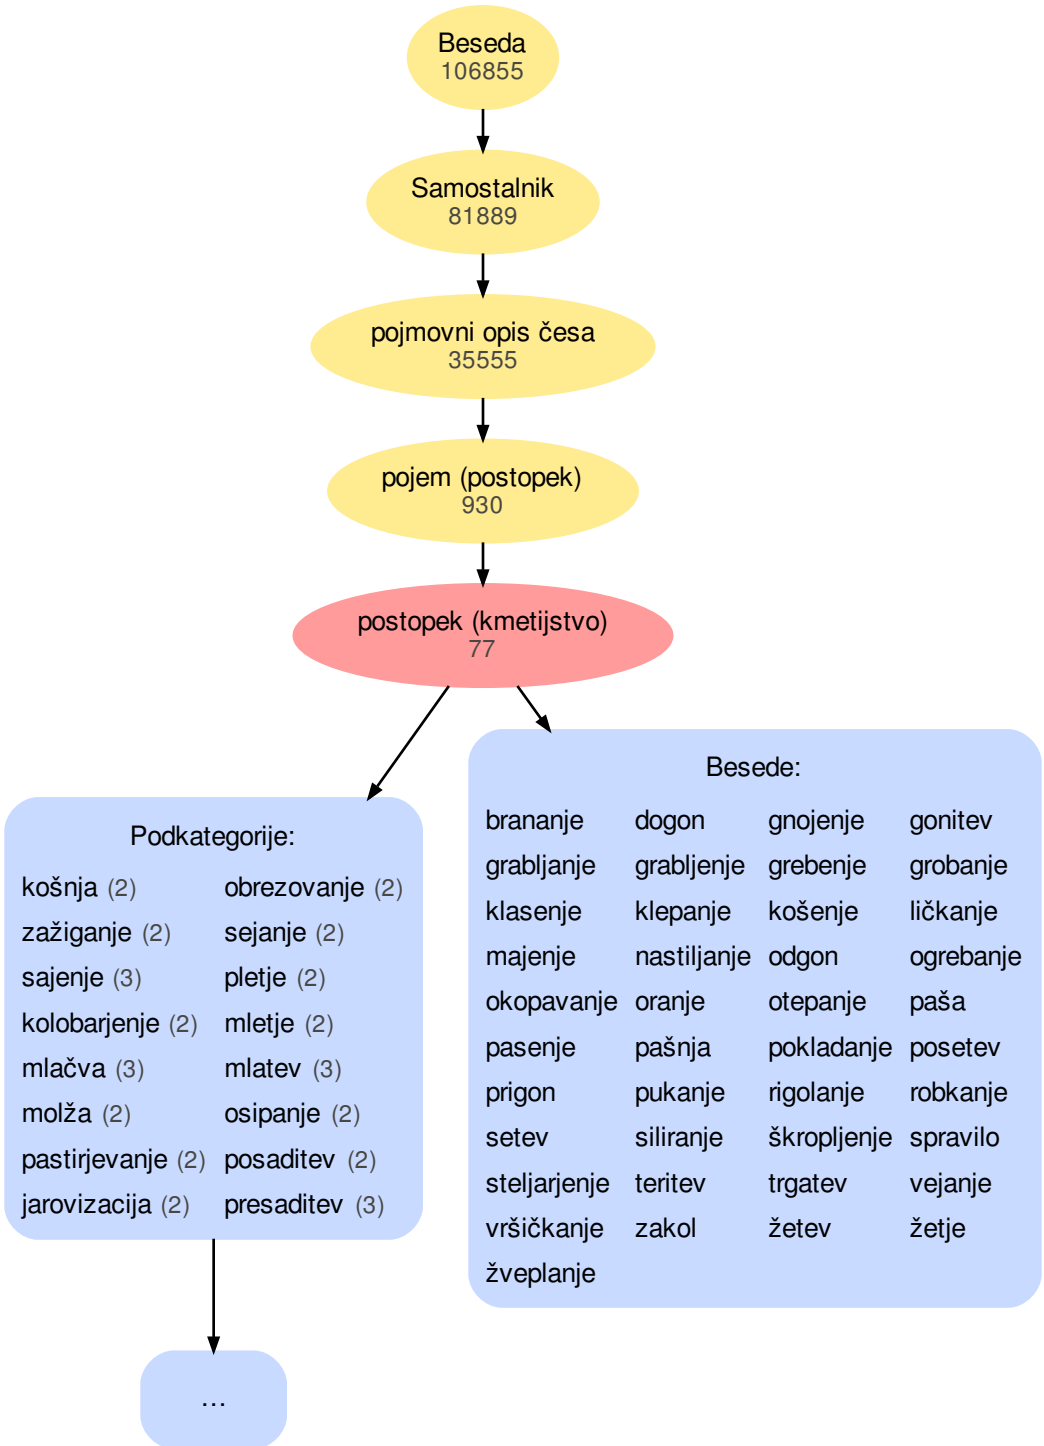 Beseda
106855
Samostalnik
81889
pojmovni opis česa
35555
pojem (postopek)
930
postopek (kmetijstvo)
77
Podkategorije:
košnja (2) obrezovanje (2)
zažiganje (2) sejanje (2)
sajenje (3) pletje (2)
kolobarjenje (2) mletje (2)
mlačva (3) mlatev (3)
molža (2) osipanje (2)
pastirjevanje (2) posaditev (2)
jarovizacija (2) presaditev (3)
...
Besede:
brananje dogon gnojenje gonitev
grabljanje grabljenje grebenje grobanje
klasenje klepanje košenje ličkanje
majenje nastiljanje odgon ogrebanje
okopavanje oranje otepanje paša
pasenje pašnja pokladanje posetev
prigon pukanje rigolanje robkanje
setev siliranje škropljenje spravilo
steljarjenje teritev trgatev vejanje
vršičkanje zakol žetev žetje
žveplanje